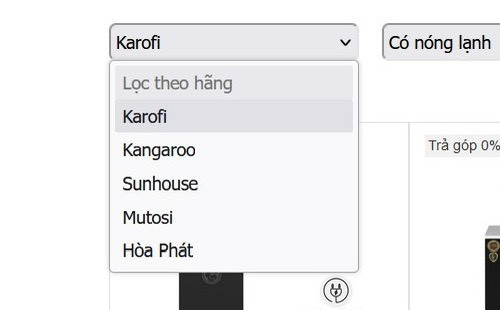 Karofi
Có nóng lạnh
Lọc theo hãng
Karofi
Kangaroo
Trả góp 0%
Sunhouse
Mutosi
Hòa Phát